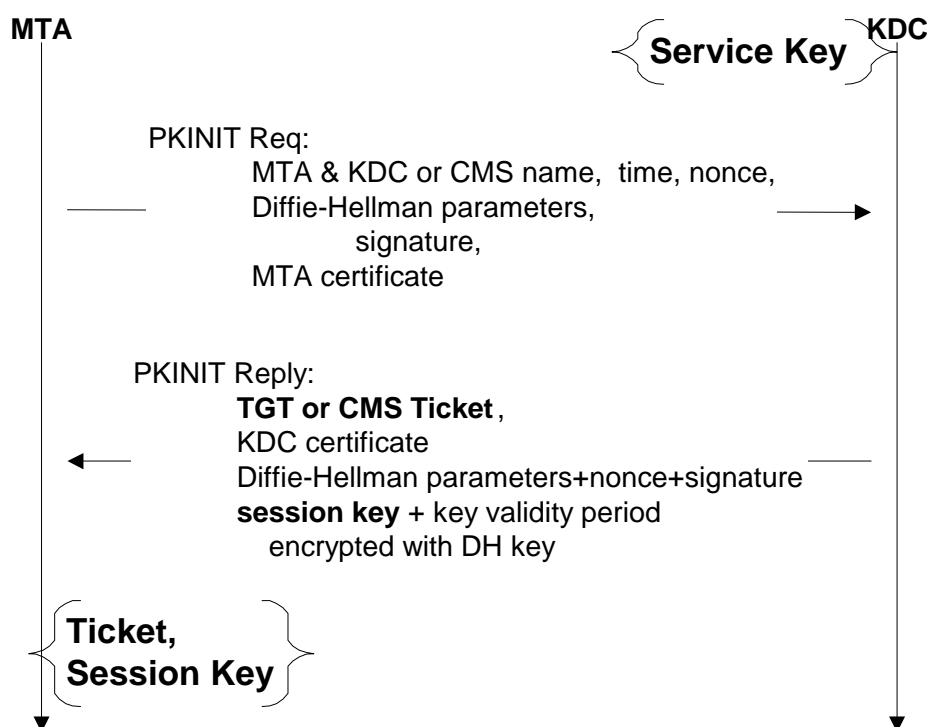 MTA
KDC
Service Key
PKINIT Req:
MTA & KDC or CMS name, time, nonce,
Diffie-Hellman parameters,
signature,
MTA certificate
PKINIT Reply:
TGT or CMS Ticket,
KDC certificate
Diffie-Hellman parameters+nonce+signature
session key + key validity period
encrypted with DH key
Ticket,
Session Key